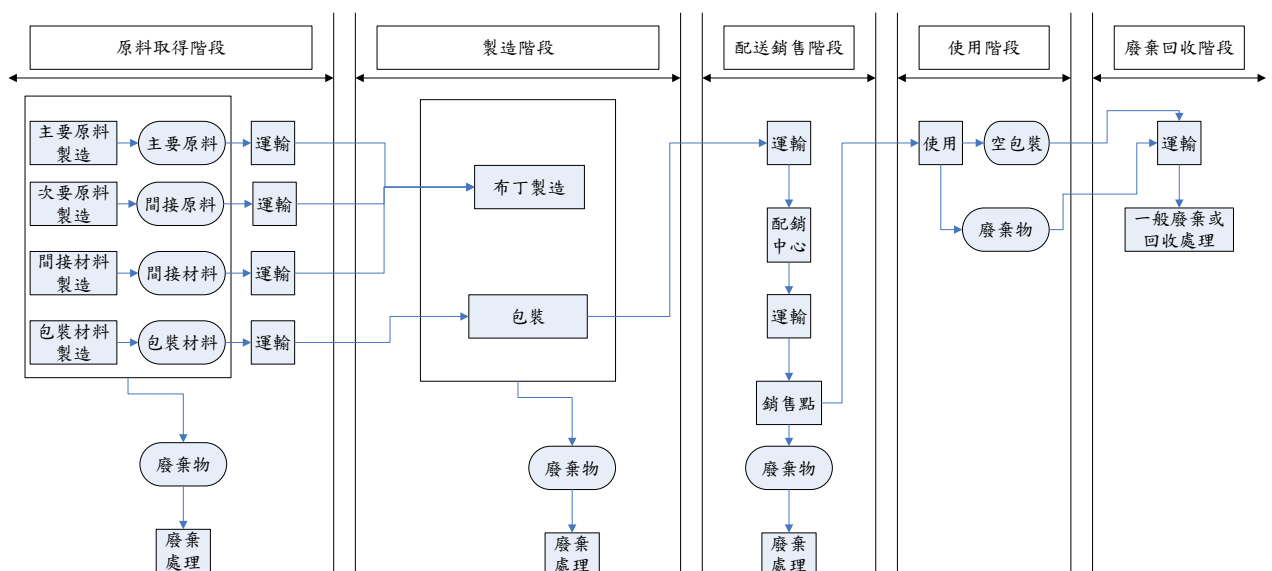 原料取得階段
製造階段
配送銷售階段
使用階段
廢棄回收階段
主要原料
製造
主要原料
運輸
次要原料
製造
間接原料
運輸
間接材料
製造
間接材料
運輸
包裝材料
製造
包裝材料
運輸
廢棄物
廢棄
處理
布丁製造
包裝
廢棄物
廢棄
處理
運輸
配銷
中心
運輸
銷售點
廢棄物
廢棄
處理
使用
空包裝
廢棄物
運輸
一般廢棄或
回收處理